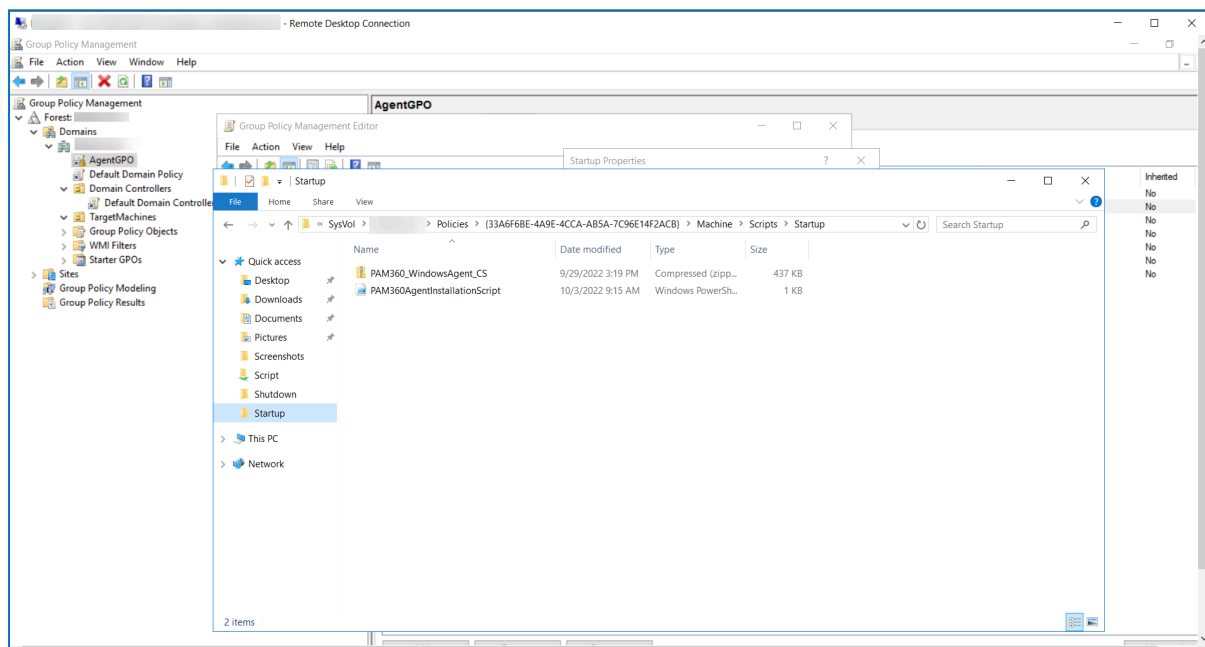 - Remote Desktop Connection
Group Policy Management
File Action View Window Help
Group Policy Management
Forest:
Domains
AgentGPO
Default Domain Policy
Domain Controllers
Default Domain Controlle
TargetMachines
Group Policy Objects
WMI Filters
Starter GPOs
Sites
Group Policy Modeling
Group Policy Results
AgentGPO
Inherited
No
No
No
No
No
No
No
Group Policy Management Editor
File Action View Help
Startup Properties
Startup
File Home Share View
« SysVol > > Policies > {33A6F6BE-4A9E-4CCA-AB5A-7C96E14F2ACB} > Machine > Scripts > Startup
Search Startup
Name Date modified Type Size
PAM360_WindowsAgent_CS 9/29/2022 3:19 PM Compressed (zipp... 437 KB
PAM360AgentInstallationScript 10/3/2022 9:15 AM Windows PowerSh... 1 KB
Quick access
Desktop
Downloads
Documents
Pictures
Screenshots
Script
Shutdown
Startup
This PC
Network
2 items